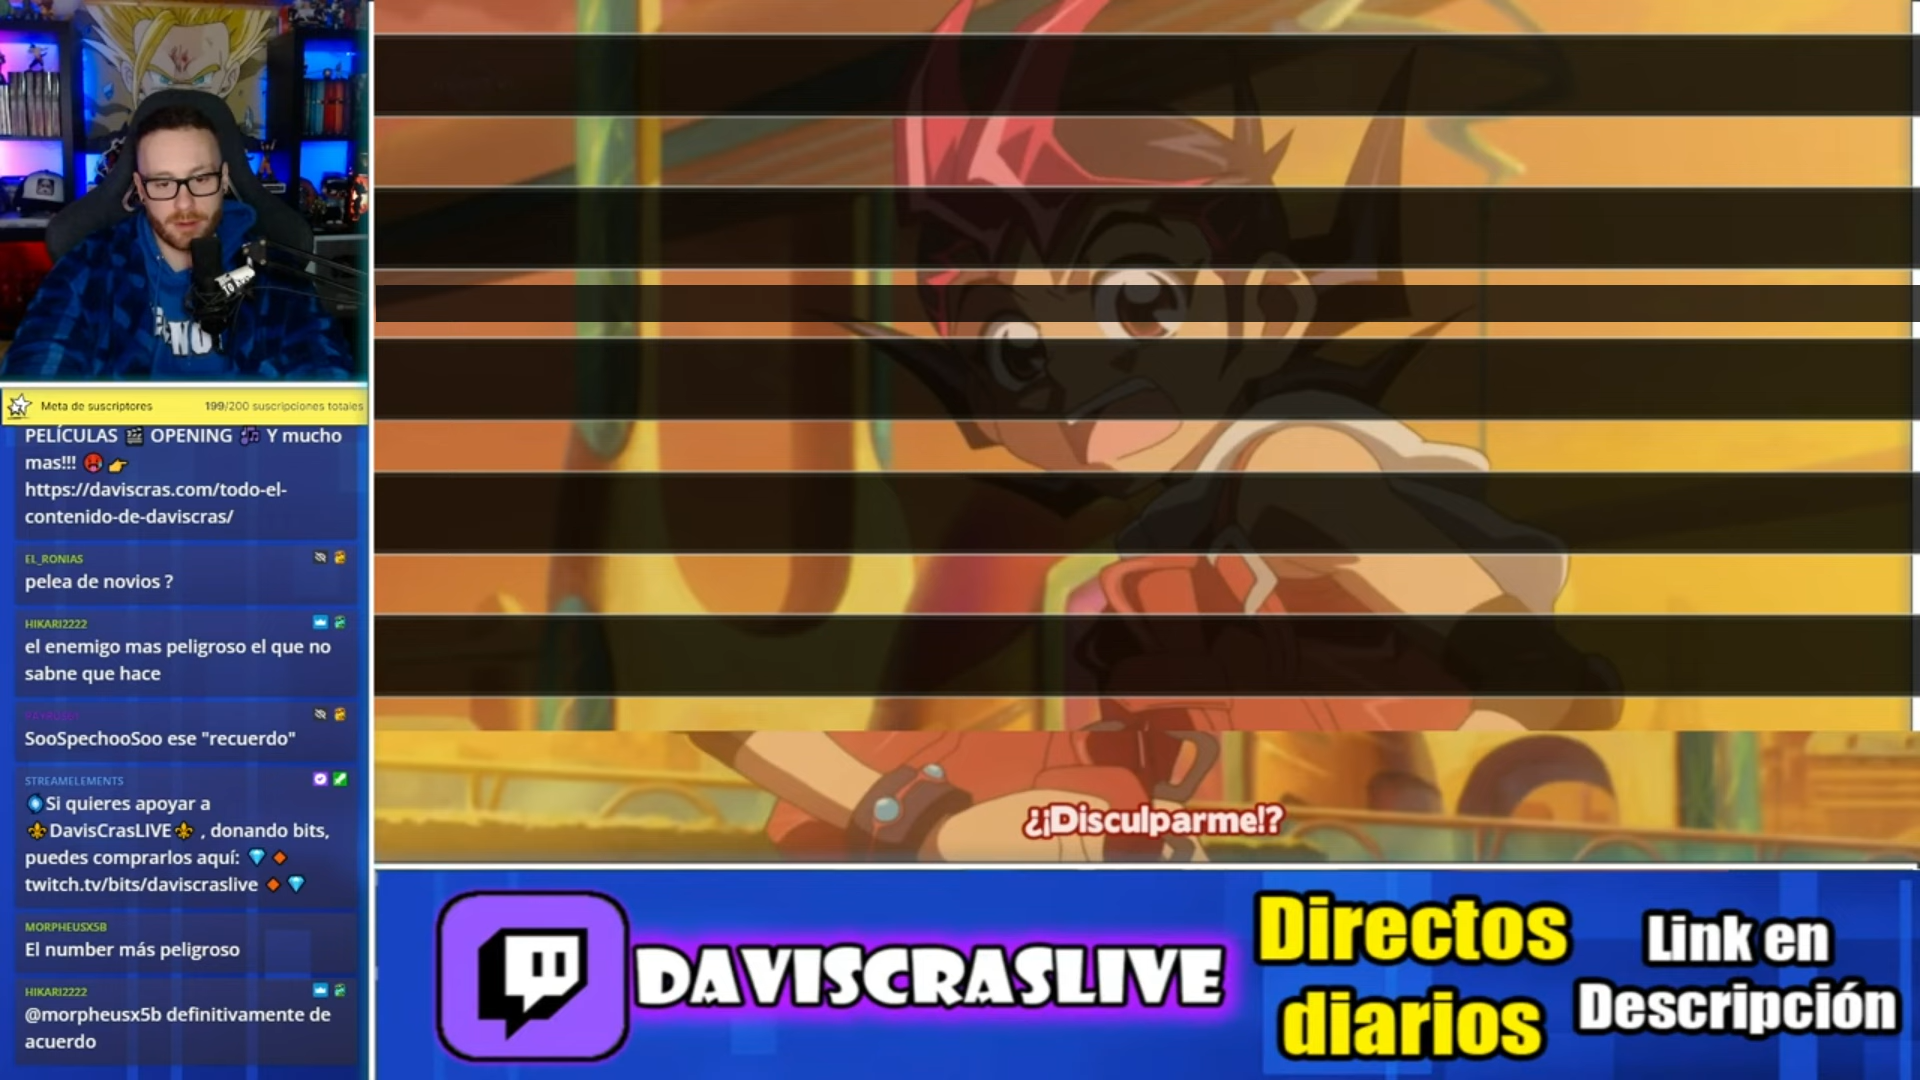 Meta de suscriptores 199/200 suscripciones totales
PELÍCULAS 🎬 OPENING 🎶 Y mucho
mas!!! 🥵 👉
https://daviscras.com/todo-el-
contenido-de-daviscras/
EL_RONIAS
pelea de novios ?
HIKARI2222
el enemigo mas peligroso el que no
sabne que hace
SooSpechooSoo ese "recuerdo"
STREAMELEMENTS
Si quieres apoyar a
⚜️DavisCrasLIVE⚜️ , donando bits,
puedes comprarlos aquí: 💎🔸
twitch.tv/bits/daviscraslive 🔸💎
MORPHEUSX5B
El number más peligroso
HIKARI2222
@morpheusx5b definitivamente de
acuerdo
¿¡Disculparme!?
DAVISCRASLIVE
Directos
diarios
Link en
Descripción